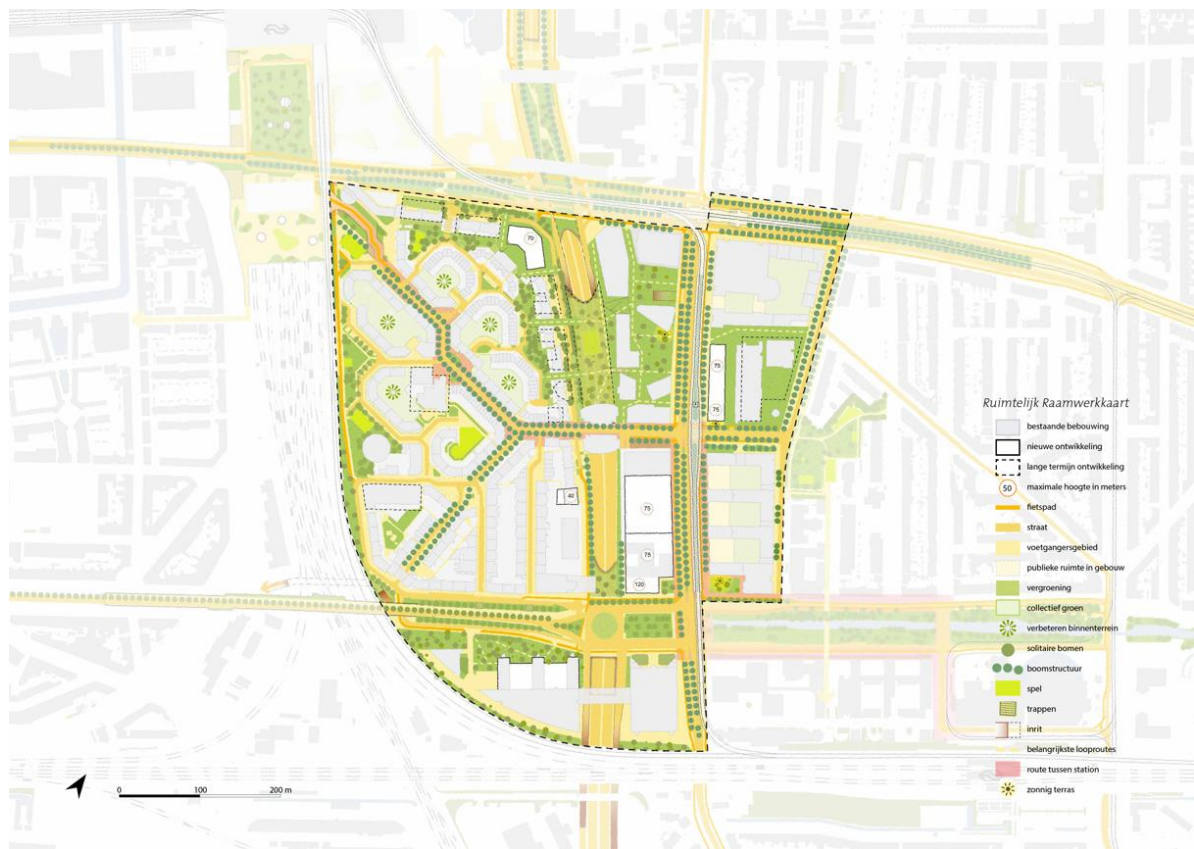 70
75
75
40
75
75
120
Ruimtelijk Raamwerkkaart
bestaande bebouwing
nieuwe ontwikkeling
lange termijn ontwikkeling
50 maximale hoogte in meters
fietspad
straat
voetgangersgebied
publieke ruimte in gebouw
vergroening
collectief groen
verbeteren binnenterrein
solitaire bomen
boomstructuur
spel
trappen
inrit
belangrijkste looproutes
route tussen station
zonnig terras
0 100 200 m